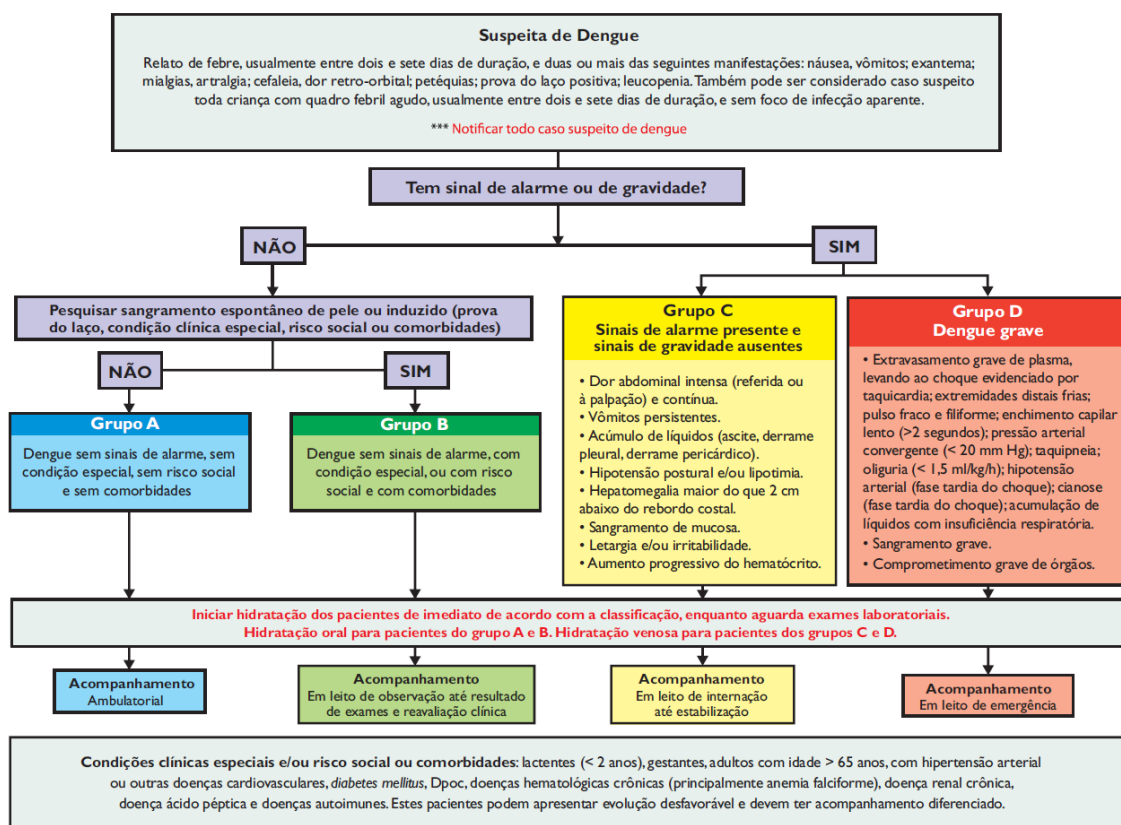 Suspeita de Dengue
Relato de febre, usualmente entre dois e sete dias de duração, e duas ou mais das seguintes manifestações: náusea, vômitos; exantema;
mialgias, artralgia; cefaleia, dor retro-orbital; petéquias; prova do laço positiva; leucopenia. Também pode ser considerado caso suspeito
toda criança com quadro febril agudo, usualmente entre dois e sete dias de duração, e sem foco de infecção aparente.
*** Notificar todo caso suspeito de dengue
Tem sinal de alarme ou de gravidade?
NÃO
SIM
Pesquisar sangramento espontâneo de pele ou induzido (prova
do laço, condição clínica especial, risco social ou comorbidades)
NÃO
SIM
Grupo A
Dengue sem sinais de alarme, sem
condição especial, sem risco social
e sem comorbidades
Grupo B
Dengue sem sinais de alarme, com
condição especial, ou com risco
social e com comorbidades
Grupo C
Sinais de alarme presente e
sinais de gravidade ausentes
• Dor abdominal intensa (referida ou
à palpação) e contínua.
• Vômitos persistentes.
• Acúmulo de líquidos (ascite, derrame
pleural, derrame pericárdico).
• Hipotensão postural e/ou lipotimia.
• Hepatomegalia maior do que 2 cm
abaixo do rebordo costal.
• Sangramento de mucosa.
• Letargia e/ou irritabilidade.
• Aumento progressivo do hematócrito.
Grupo D
Dengue grave
• Extravasamento grave de plasma,
levando ao choque evidenciado por
taquicardia; extremidades distais frias;
pulso fraco e filiforme; enchimento capilar
lento (>2 segundos); pressão arterial
convergente (< 20 mm Hg); taquipneia;
oliguria (< 1,5 ml/kg/h); hipotensão
arterial (fase tardia do choque); cianose
(fase tardia do choque); acumulação de
líquidos com insuficiência respiratória.
• Sangramento grave.
• Comprometimento grave de órgãos.
Iniciar hidratação dos pacientes de imediato de acordo com a classificação, enquanto aguarda exames laboratoriais.
Hidratação oral para pacientes do grupo A e B. Hidratação venosa para pacientes dos grupos C e D.
Acompanhamento
Ambulatorial
Acompanhamento
Em leito de observação até resultado
de exames e reavaliação clínica
Acompanhamento
Em leito de internação
até estabilização
Acompanhamento
Em leito de emergência
Condições clínicas especiais e/ou risco social ou comorbidades: lactentes (< 2 anos), gestantes, adultos com idade > 65 anos, com hipertensão arterial
ou outras doenças cardiovasculares, diabetes mellitus, Dpoc, doenças hematológicas crônicas (principalmente anemia falciforme), doença renal crônica,
doença ácido péptica e doenças autoimunes. Estes pacientes podem apresentar evolução desfavorável e devem ter acompanhamento diferenciado.